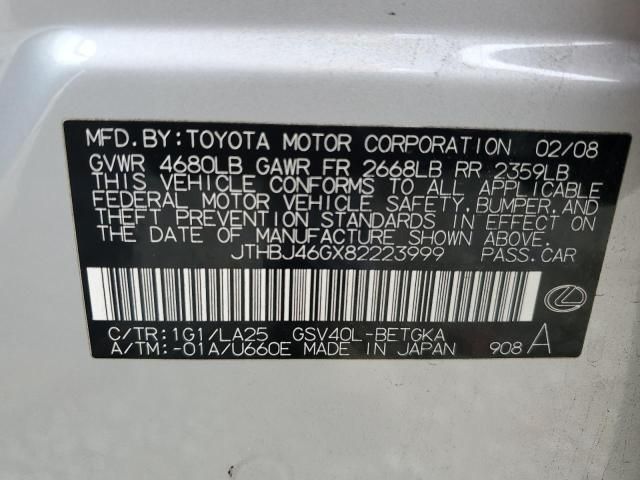 MFD. BY: TOYOTA MOTOR CORPORATION 02/08
GVWR 4680LB GAWR FR 2668LB RR 2359LB
THIS VEHICLE CONFORMS TO ALL APPLICABLE
FEDERAL MOTOR VEHICLE SAFETY, BUMPER, AND
THEFT PREVENTION STANDARDS IN EFFECT ON
THE DATE OF MANUFACTURE SHOWN ABOVE.
JTHBJ46GX82223999 PASS. CAR
C/TR: 1G1/LA25 GSV40L-BETGKA
A/TM: -01A/U660E MADE IN JAPAN 908 A